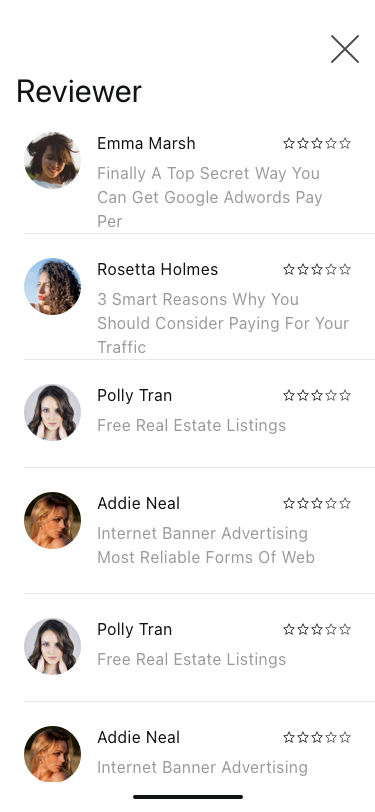 Reviewer
Emma Marsh
Finally A Top Secret Way You
Can Get Google Adwords Pay
Per
Rosetta Holmes
3 Smart Reasons Why You
Should Consider Paying For Your
Traffic
Polly Tran
Free Real Estate Listings
Addie Neal
Internet Banner Advertising
Most Reliable Forms Of Web
Polly Tran
Free Real Estate Listings
Addie Neal
Internet Banner Advertising